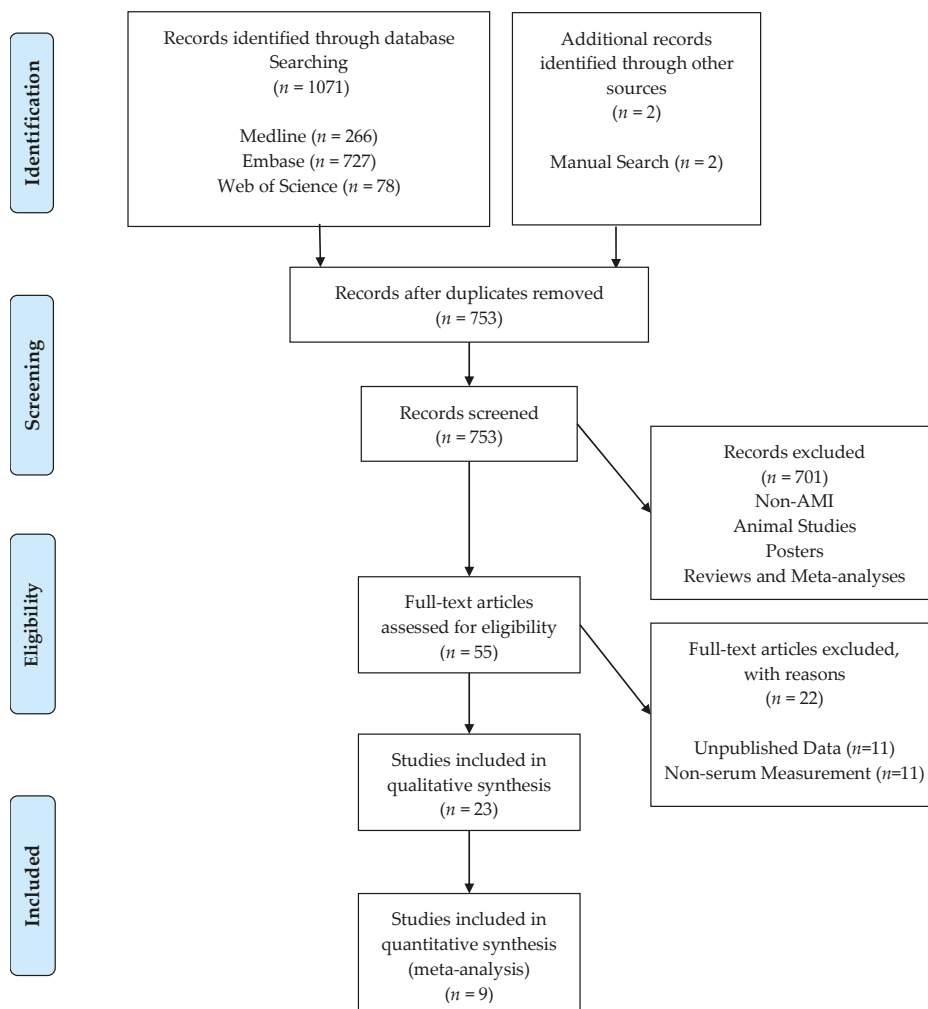 Identification
Records identified through database
Searching
(n = 1071)
Medline (n = 266)
Embase (n = 727)
Web of Science (n = 78)
Additional records
identified through other
sources
(n = 2)
Manual Search (n = 2)
Records after duplicates removed
(n = 753)
Screening
Records screened
(n = 753)
Records excluded
(n = 701)
Non-AMI
Animal Studies
Posters
Reviews and Meta-analyses
Eligibility
Full-text articles
assessed for eligibility
(n = 55)
Full-text articles excluded,
with reasons
(n = 22)
Unpublished Data (n=11)
Non-serum Measurement (n=11)
Studies included in
qualitative synthesis
(n = 23)
Included
Studies included in
quantitative synthesis
(meta-analysis)
(n = 9)